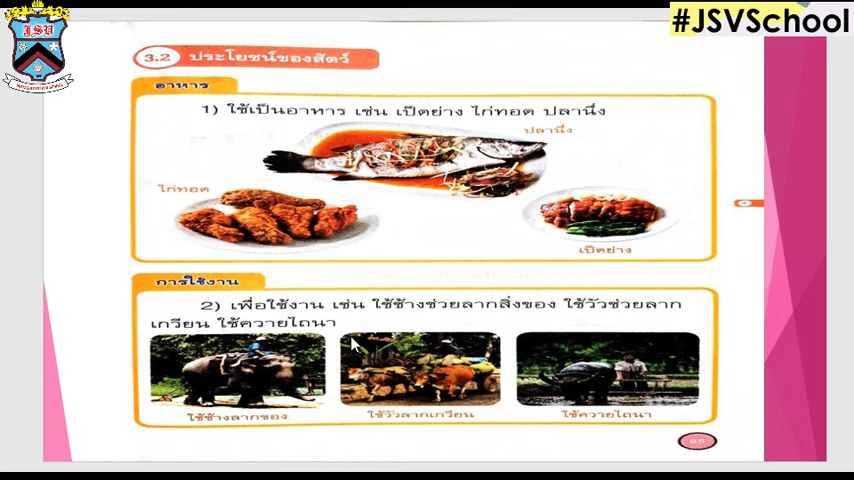 #JSVSchool
JSV
3.2 ประโยชน์ของสัตว์
อาหาร
1) ใช้เป็นอาหาร เช่น เป็ดย่าง ไก่ทอด ปลานึ่ง
ปลานึ่ง
ไก่ทอด
เป็ดย่าง
การใช้งาน
2) เพื่อใช้งาน เช่น ใช้ช้างช่วยลากสิ่งของ ใช้วัวช่วยลาก
เกวียน ใช้ควายไถนา
ใช้ช้างลากของ
ใช้วัวลากเกวียน
ใช้ควายไถนา